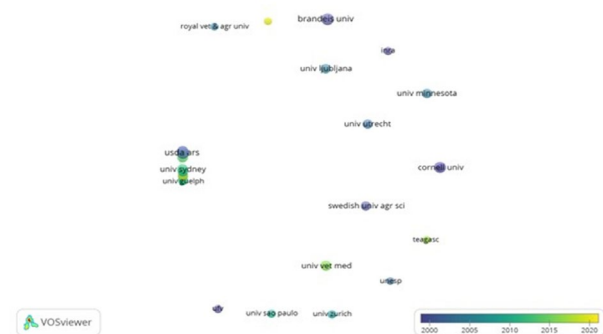 brandeis univ
royal vet & agr univ
inra
univ ljubljana
univ minnesota
univ utrecht
usda ars
univ sydney
univ guelph
cornell univ
swedish univ agr sci
teagasc
univ vet med
unesp
univ sao paulo
univ zurich
VOSviewer
2000 2005 2010 2015 2020